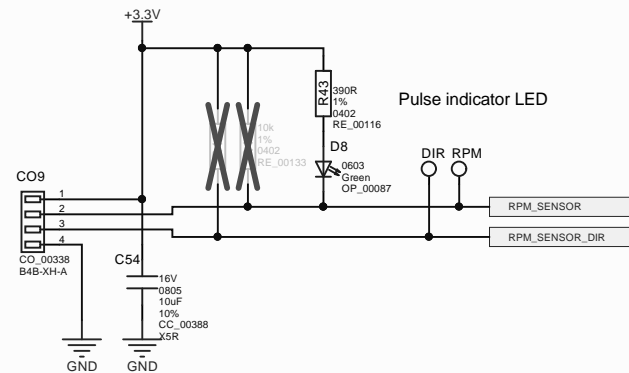 +3.3V
R43
390R
1%
0402
RE_00116
Pulse indicator LED
10k
1%
0402
RE_00133
D8
0603
Green
OP_00087
DIR RPM
CO9
1
2
3
4
CO_00338
B4B-XH-A
RPM_SENSOR
RPM_SENSOR_DIR
C54
16V
0805
10uF
10%
CC_00388
X5R
GND
GND